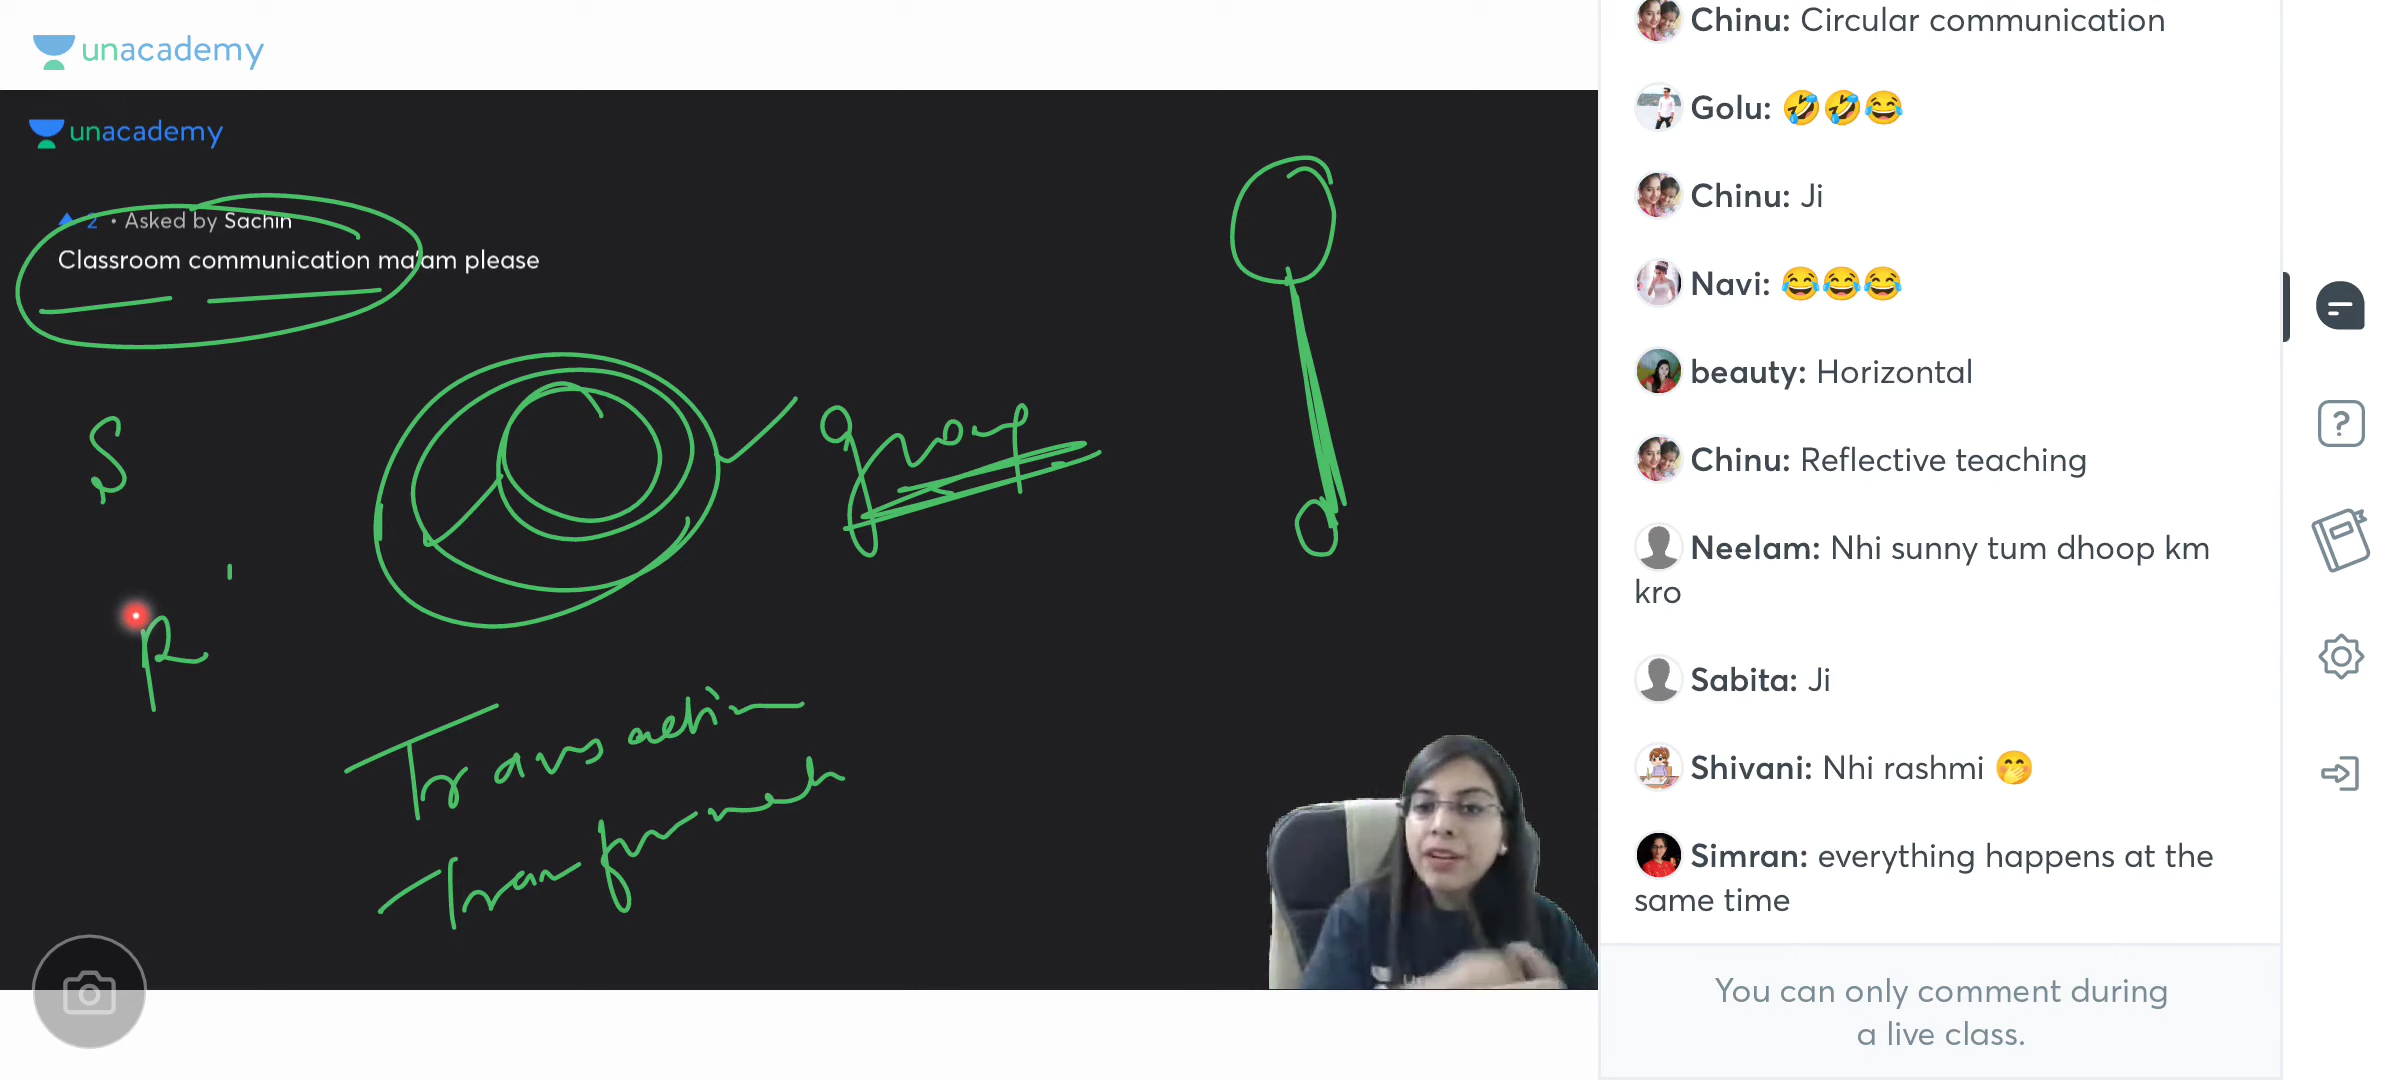 unacademy
unacademy
2 • Asked by Sachin
Classroom communication ma'am please
S
group
R
Transaction
Chinu: Circular communication
Golu: 🤣🤣😂
Chinu: Ji
Navi: 😂😂😂
beauty: Horizontal
Chinu: Reflective teaching
Neelam: Nhi sunny tum dhoop km
kro
Sabita: Ji
Shivani: Nhi rashmi 🤭
Simran: everything happens at the
same time
You can only comment during
a live class.